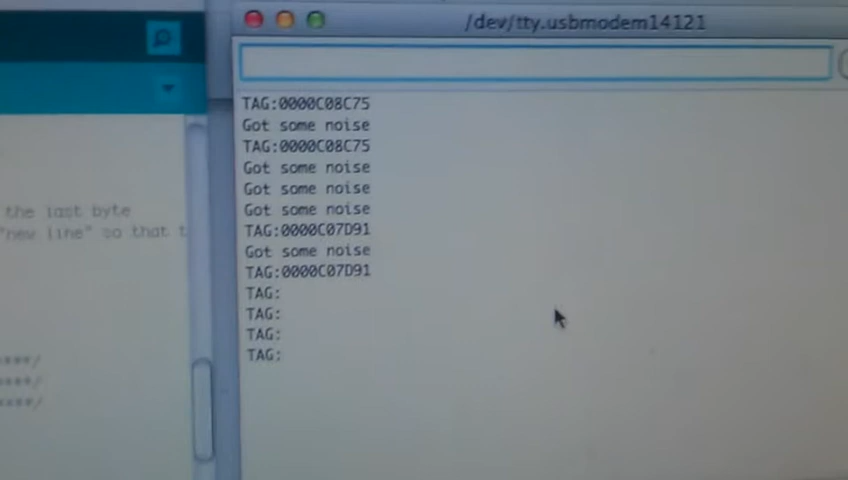 /dev/tty.usbmodem14121
TAG:0000C08C75
Got some noise
TAG:0000C08C75
Got some noise
Got some noise
Got some noise
TAG:0000C07D91
Got some noise
TAG:0000C07D91
TAG:
TAG:
TAG:
TAG:
the last byte
"new line" so that t
****/
****/
****/